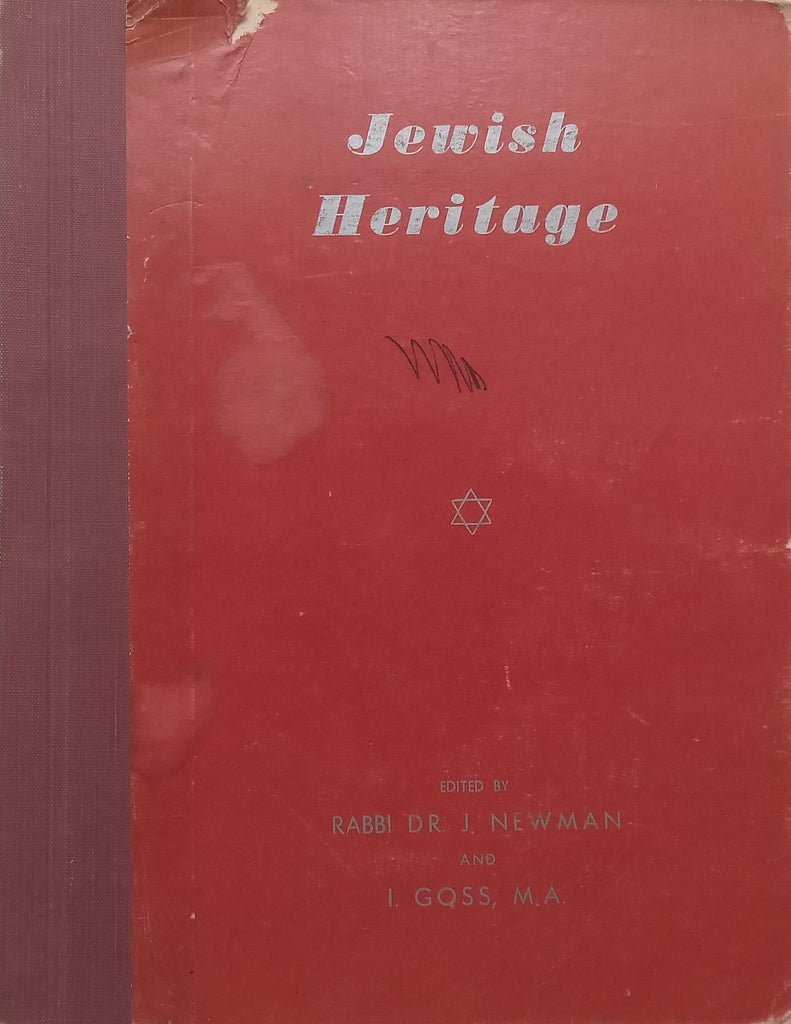 Jewish
Heritage
EDITED BY
RABBI DR. J. NEWMAN
AND
I. GOSS, M.A.